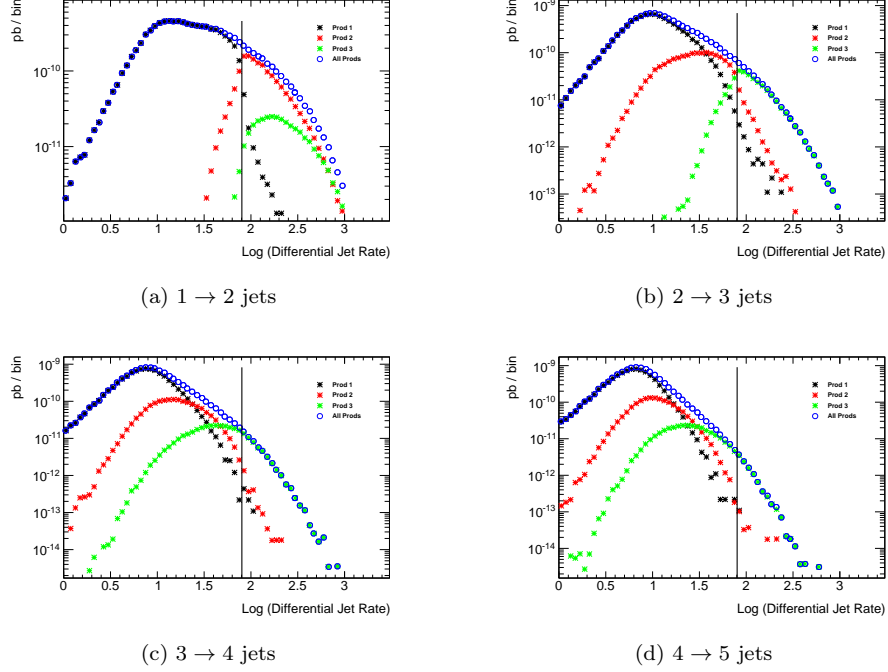 pb / bin
10⁻¹⁰
10⁻¹¹
Prod 1
Prod 2
Prod 3
All Prods
0 0.5 1 1.5 2 2.5 3
Log (Differential Jet Rate)
(a) 1 → 2 jets
pb / bin
10⁻⁹
10⁻¹⁰
10⁻¹¹
10⁻¹²
10⁻¹³
Prod 1
Prod 2
Prod 3
All Prods
0 0.5 1 1.5 2 2.5 3
Log (Differential Jet Rate)
(b) 2 → 3 jets
pb / bin
10⁻⁹
10⁻¹⁰
10⁻¹¹
10⁻¹²
10⁻¹³
10⁻¹⁴
Prod 1
Prod 2
Prod 3
All Prods
0 0.5 1 1.5 2 2.5 3
Log (Differential Jet Rate)
(c) 3 → 4 jets
pb / bin
10⁻⁹
10⁻¹⁰
10⁻¹¹
10⁻¹²
10⁻¹³
10⁻¹⁴
Prod 1
Prod 2
Prod 3
All Prods
0 0.5 1 1.5 2 2.5 3
Log (Differential Jet Rate)
(d) 4 → 5 jets